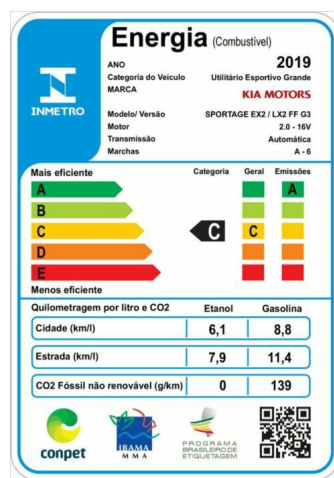 Energia (Combustível)
ANO 2019
Categoria do Veículo Utilitário Esportivo Grande
MARCA KIA MOTORS
INMETRO
Modelo/ Versão SPORTAGE EX2 / LX2 FF G3
Motor 2.0 - 16V
Transmissão Automática
Marchas A - 6
Mais eficiente Categoria Geral Emissões
A A
B
C C C
D
E
Menos eficiente
Quilometragem por litro e CO2 Etanol Gasolina
Cidade (km/l) 6,1 8,8
Estrada (km/l) 7,9 11,4
CO2 Fóssil não renovável (g/km) 0 139
conpet
IBAMA
M M A
PROGRAMA
BRASILEIRO DE
ETIQUETAGEM